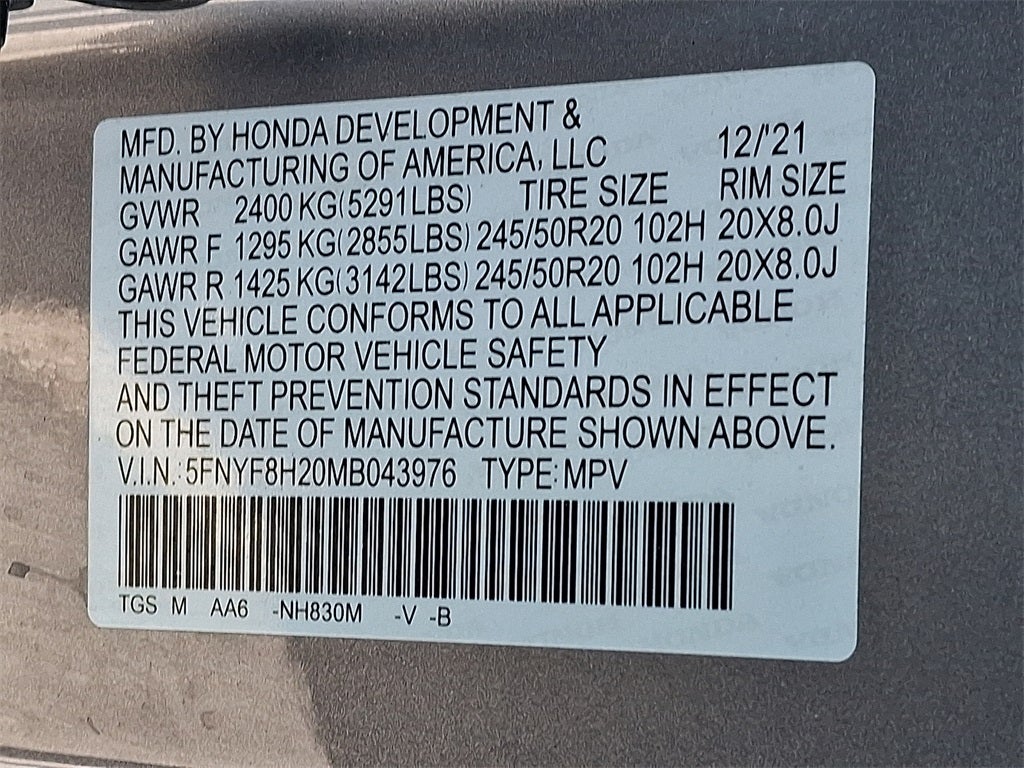 MFD. BY HONDA DEVELOPMENT &
MANUFACTURING OF AMERICA, LLC 12/'21
GVWR 2400 KG(5291LBS) TIRE SIZE RIM SIZE
GAWR F 1295 KG(2855LBS) 245/50R20 102H 20X8.0J
GAWR R 1425 KG(3142LBS) 245/50R20 102H 20X8.0J
THIS VEHICLE CONFORMS TO ALL APPLICABLE
FEDERAL MOTOR VEHICLE SAFETY
AND THEFT PREVENTION STANDARDS IN EFFECT
ON THE DATE OF MANUFACTURE SHOWN ABOVE.
V.I.N.: 5FNYF8H20MB043976 TYPE: MPV
TGS M AA6 -NH830M -V -B